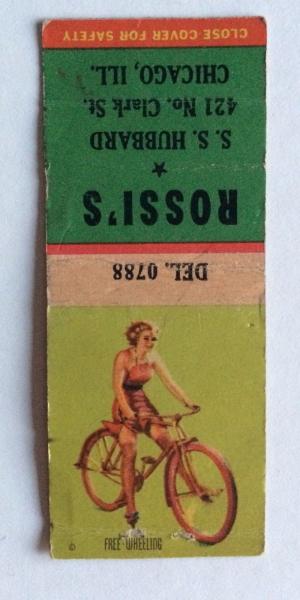 CLOSE COVER FOR SAFETY
ROSSI'S
★
S. S. HUBBARD
421 No. Clark St.
CHICAGO, ILL.
DEL. 0788
FREE WHEELING
©